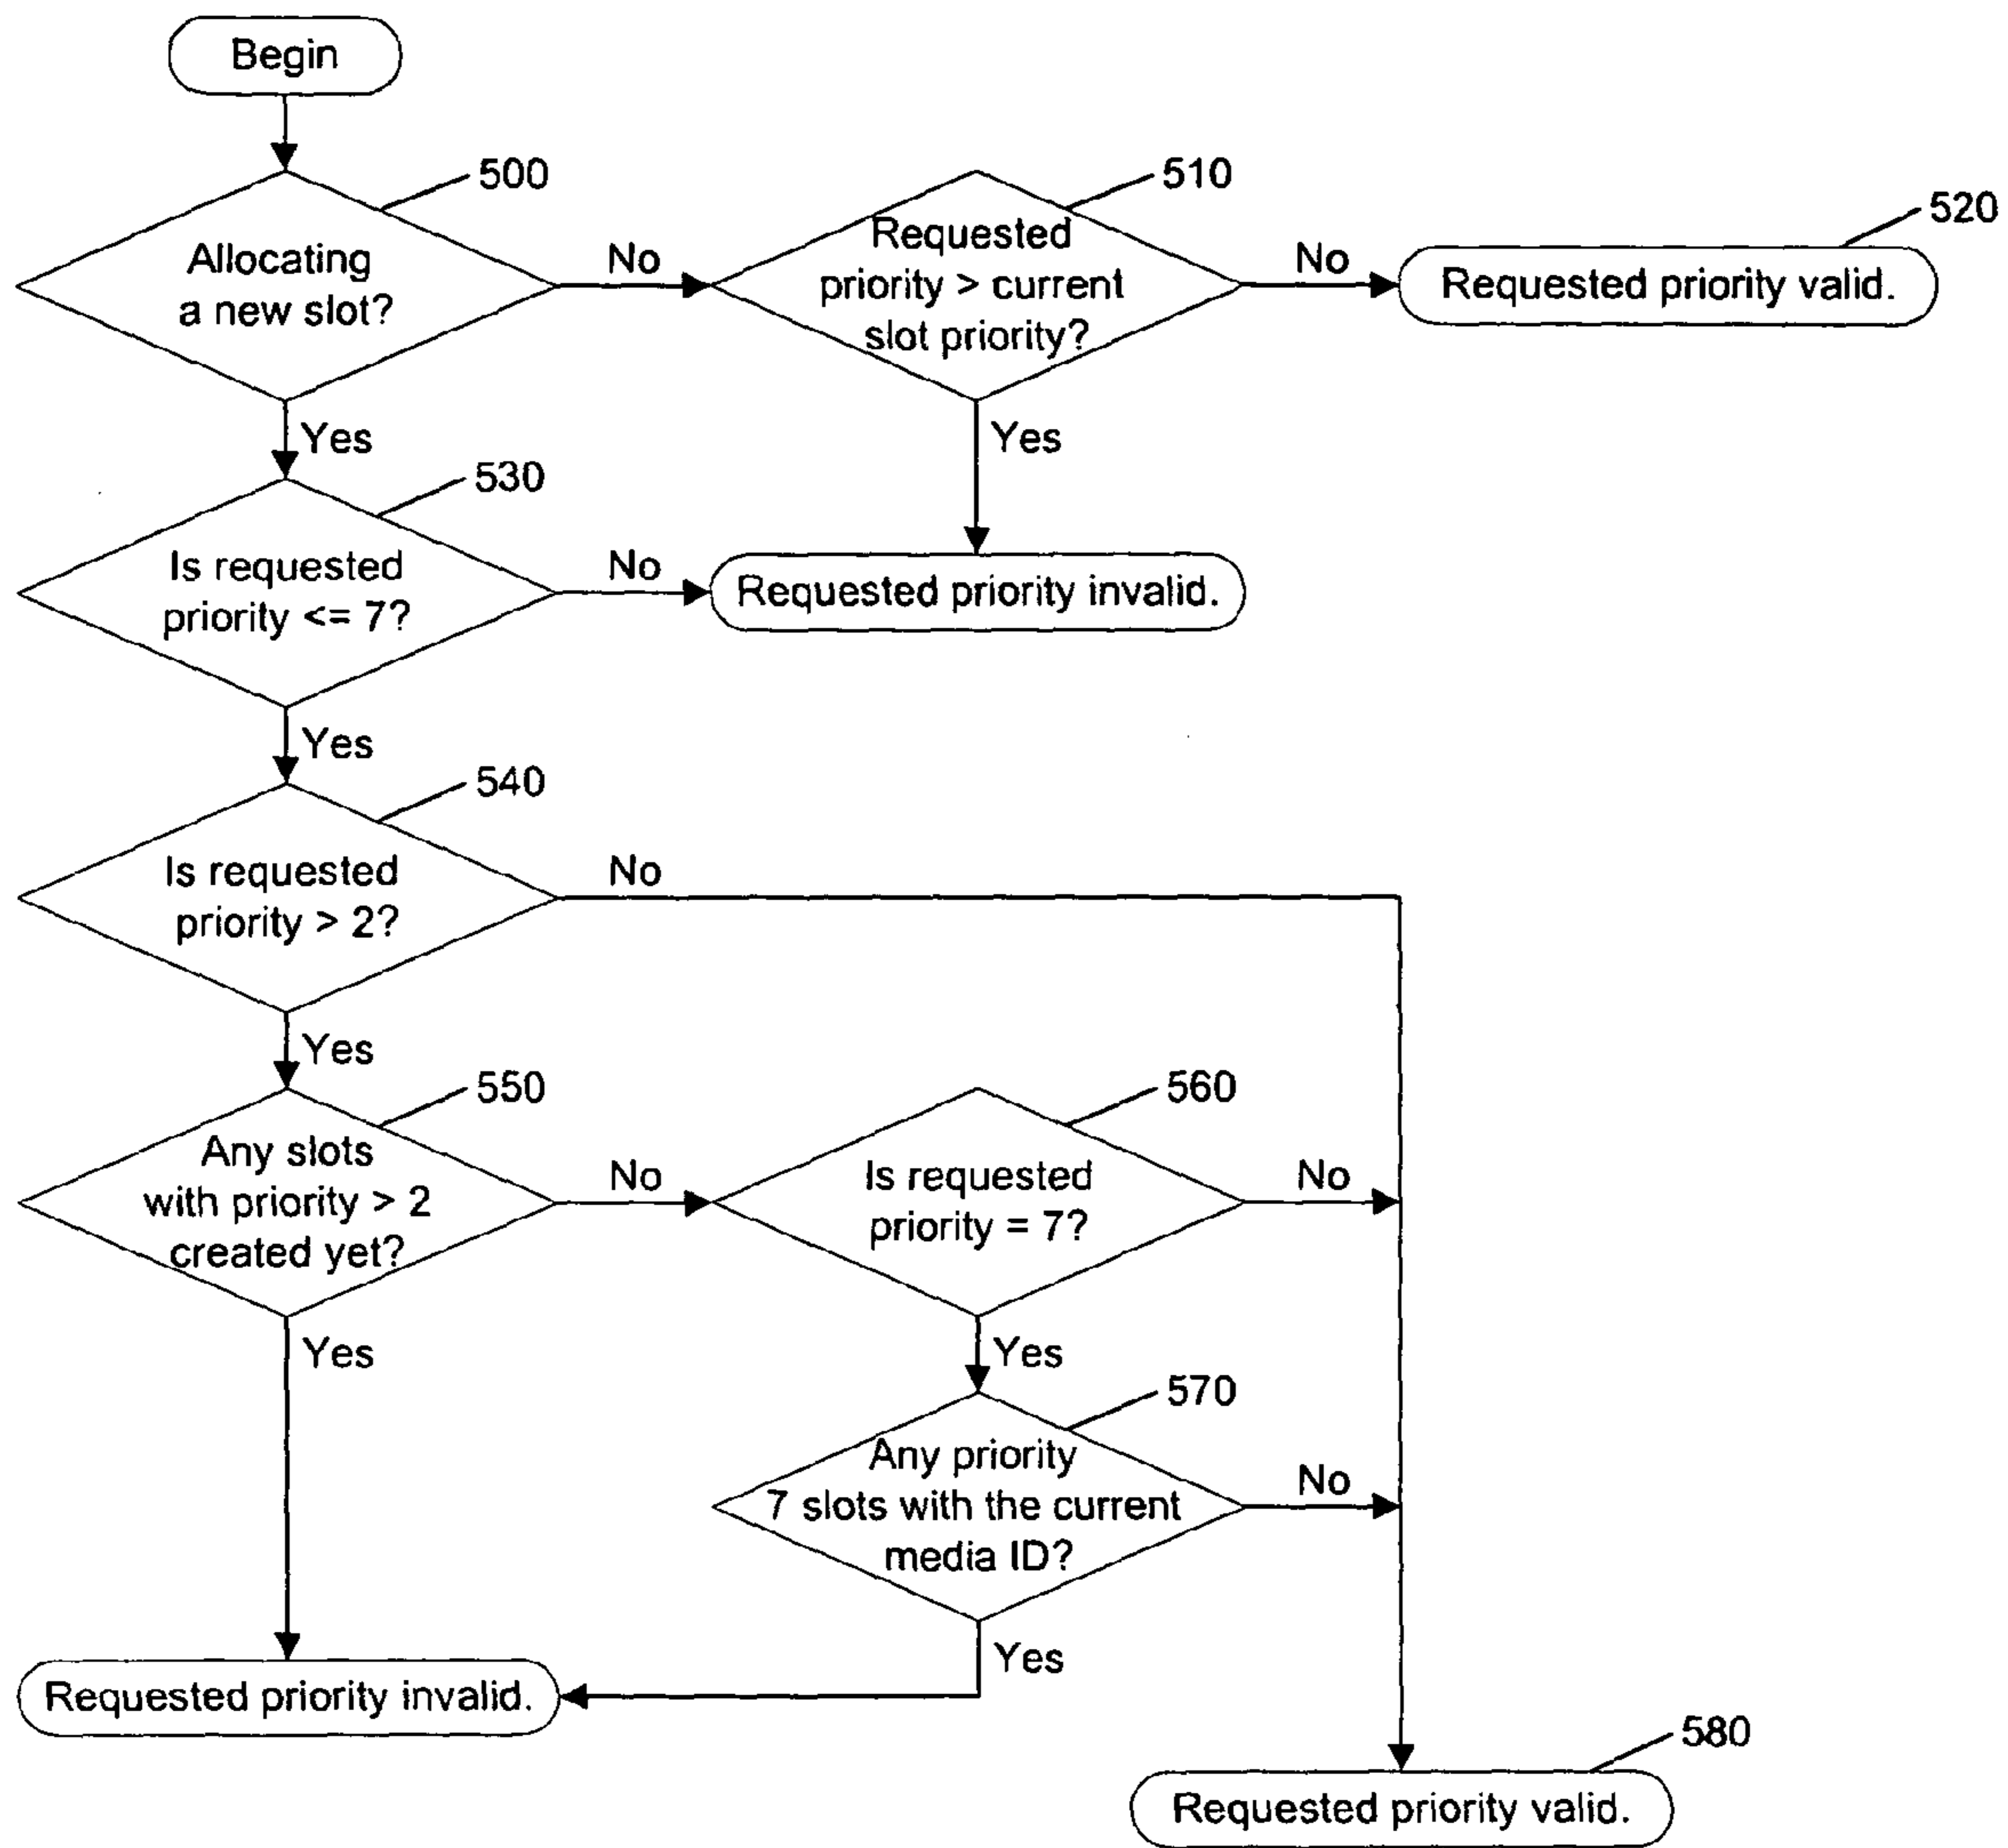 Begin
500
Allocating
a new slot?
No
510
Requested
priority > current
slot priority?
No
520
Requested priority valid.
Yes
Yes
530
Is requested
priority <= 7?
No
Requested priority invalid.
Yes
540
Is requested
priority > 2?
No
Yes
550
Any slots
with priority > 2
created yet?
No
560
Is requested
priority = 7?
No
Yes
Yes
570
Any priority
7 slots with the current
media ID?
No
Yes
Requested priority invalid.
580
Requested priority valid.